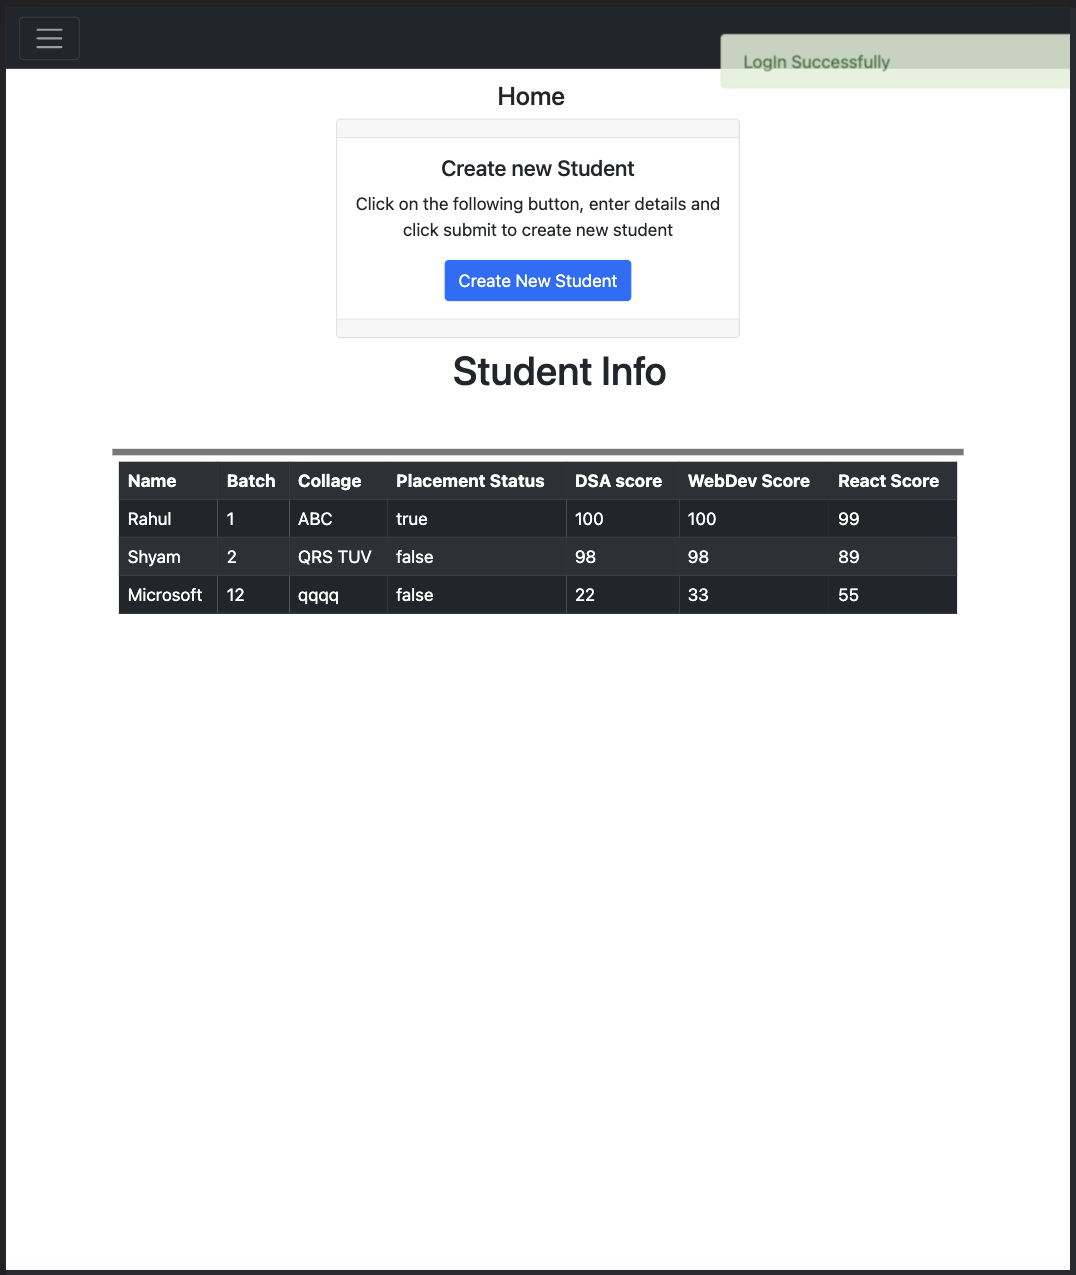 LogIn Successfully
Home
Create new Student
Click on the following button, enter details and
click submit to create new student
Create New Student
Student Info
Name Batch Collage Placement Status DSA score WebDev Score React Score
Rahul 1 ABC true 100 100 99
Shyam 2 QRS TUV false 98 98 89
Microsoft 12 qqqq false 22 33 55